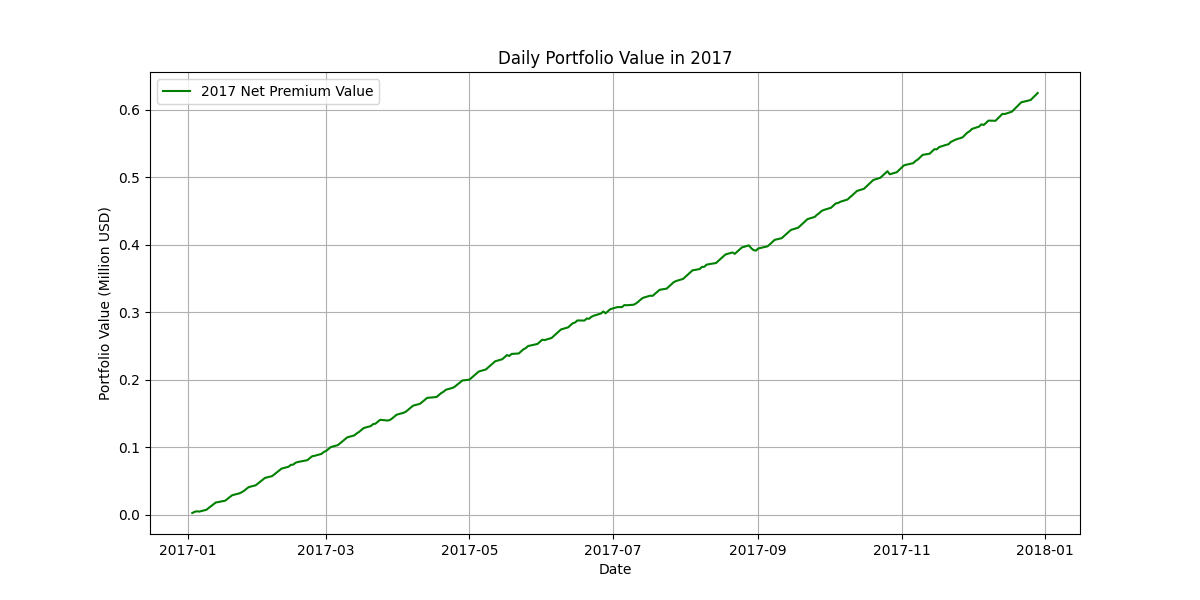 Daily Portfolio Value in 2017
2017 Net Premium Value
Portfolio Value (Million USD)
0.6
0.5
0.4
0.3
0.2
0.1
0.0
2017-01 2017-03 2017-05 2017-07 2017-09 2017-11 2018-01
Date